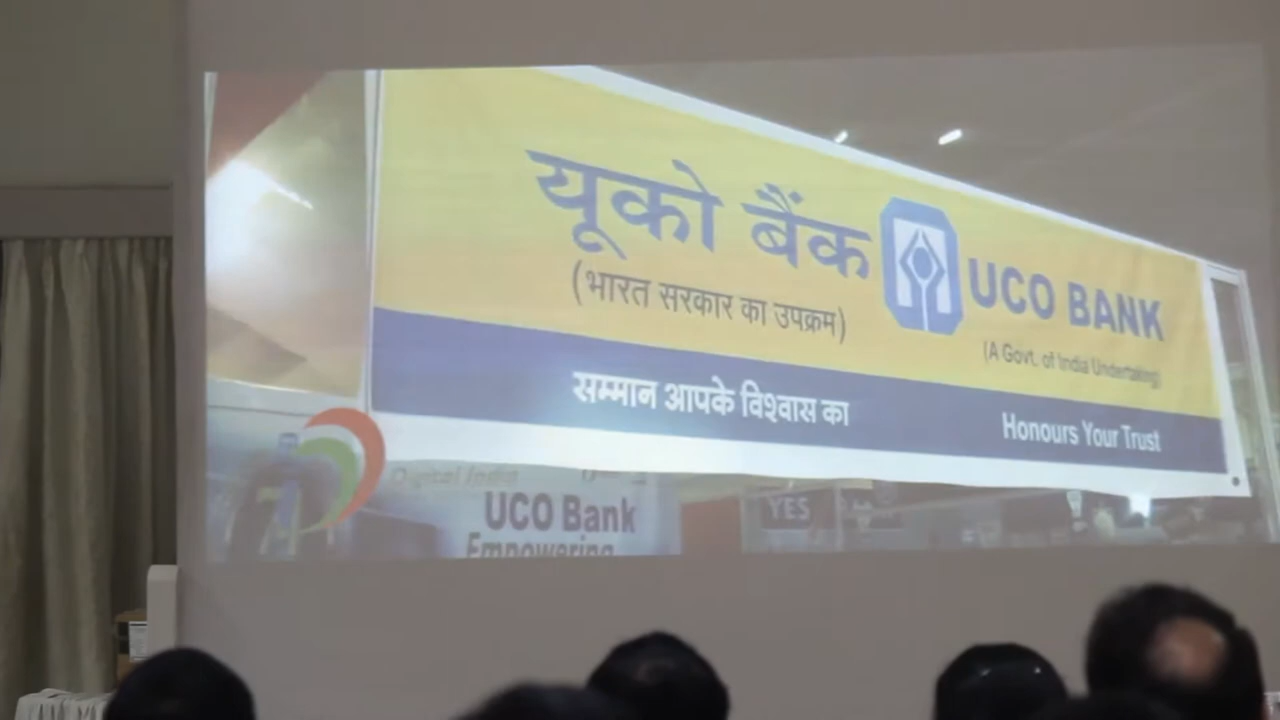 यूको बैंक
UCO BANK
(भारत सरकार का उपक्रम)
(A Govt. of India Undertaking)
सम्मान आपके विश्वास का
Honours Your Trust
Digital India
UCO Bank
Empowering
YES